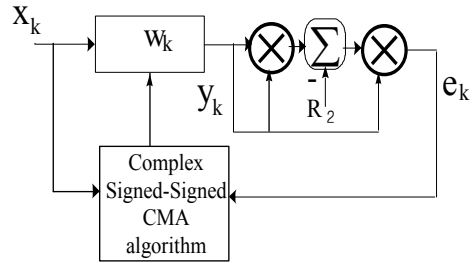 x_k
w_k
Σ
-
R_2
y_k
e_k
Complex
Signed-Signed
CMA
algorithm